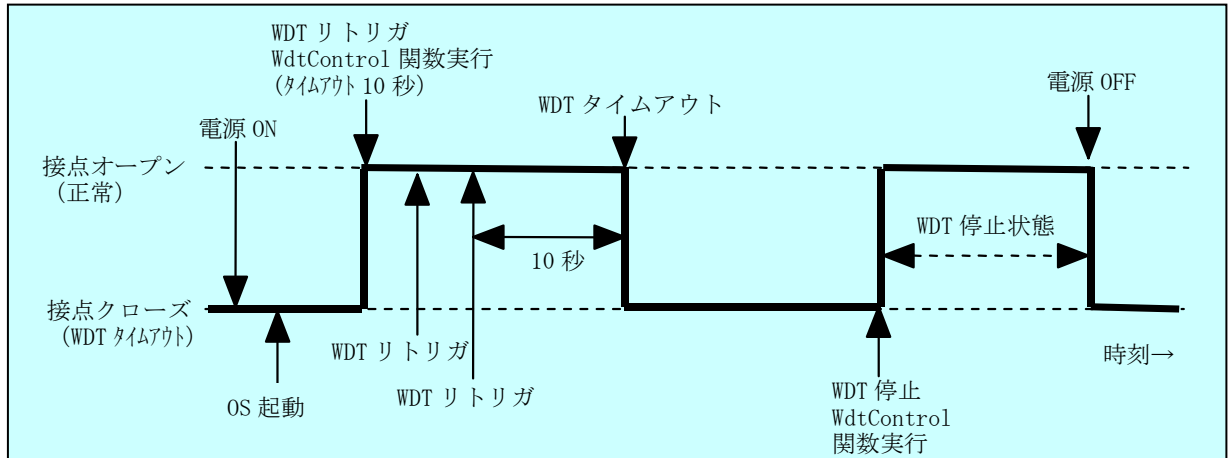 WDT リトリガ
WdtControl 関数実行
(ﾀｲﾑｱｳﾄ 10 秒)
電源 ON
WDT タイムアウト
電源 OFF
接点オープン
(正常)
WDT 停止状態
10 秒
接点クローズ
(WDT ﾀｲﾑｱｳﾄ)
WDT リトリガ
時刻→
OS 起動
WDT リトリガ
WDT 停止
WdtControl
関数実行